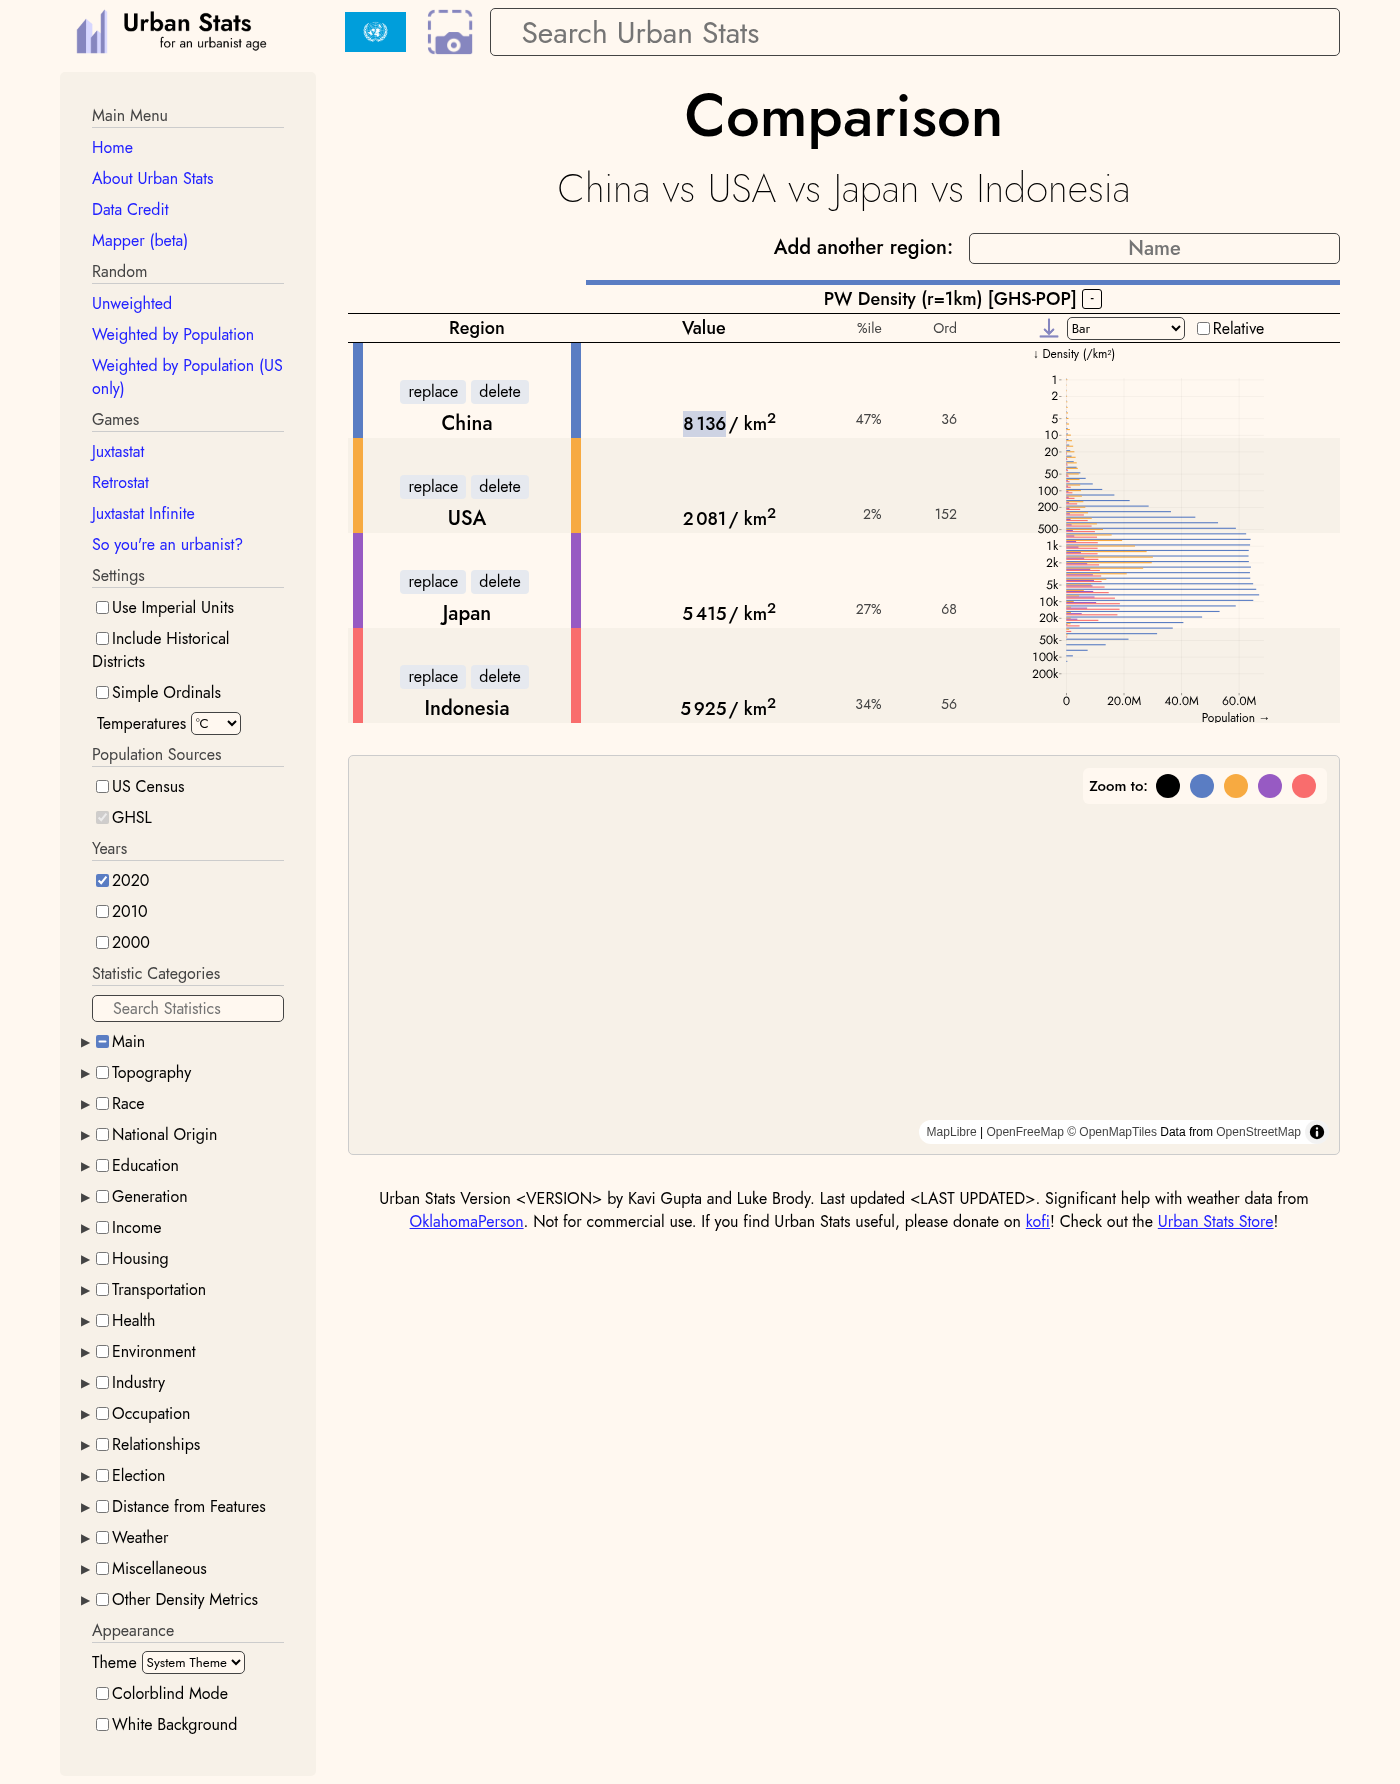 Urban Stats
for an urbanist age
Search Urban Stats
Main Menu
Home
About Urban Stats
Data Credit
Mapper (beta)
Random
Unweighted
Weighted by Population
Weighted by Population (US
only)
Games
Juxtastat
Retrostat
Juxtastat Infinite
So you're an urbanist?
Settings
Use Imperial Units
Include Historical
Districts
Simple Ordinals
Temperatures °C
Population Sources
US Census
GHSL
Years
2020
2010
2000
Statistic Categories
Search Statistics
▶ Main
▶ Topography
▶ Race
▶ National Origin
▶ Education
▶ Generation
▶ Income
▶ Housing
▶ Transportation
▶ Health
▶ Environment
▶ Industry
▶ Occupation
▶ Relationships
▶ Election
▶ Distance from Features
▶ Weather
▶ Miscellaneous
▶ Other Density Metrics
Appearance
Theme System Theme
Colorblind Mode
White Background
Comparison
China vs USA vs Japan vs Indonesia
Add another region: Name
PW Density (r=1km) [GHS-POP] -
Region Value %ile Ord Bar Relative
replace delete
China 8 136 / km² 47% 36
replace delete
USA 2 081 / km² 2% 152
replace delete
Japan 5 415 / km² 27% 68
replace delete
Indonesia 5 925 / km² 34% 56
↓ Density (/km²)
1
2
5
10
20
50
100
200
500
1k
2k
5k
10k
20k
50k
100k
200k
0 20.0M 40.0M 60.0M
Population →
Zoom to:
MapLibre | OpenFreeMap © OpenMapTiles Data from OpenStreetMap
Urban Stats Version <VERSION> by Kavi Gupta and Luke Brody. Last updated <LAST UPDATED>. Significant help with weather data from
OklahomaPerson. Not for commercial use. If you find Urban Stats useful, please donate on kofi! Check out the Urban Stats Store!